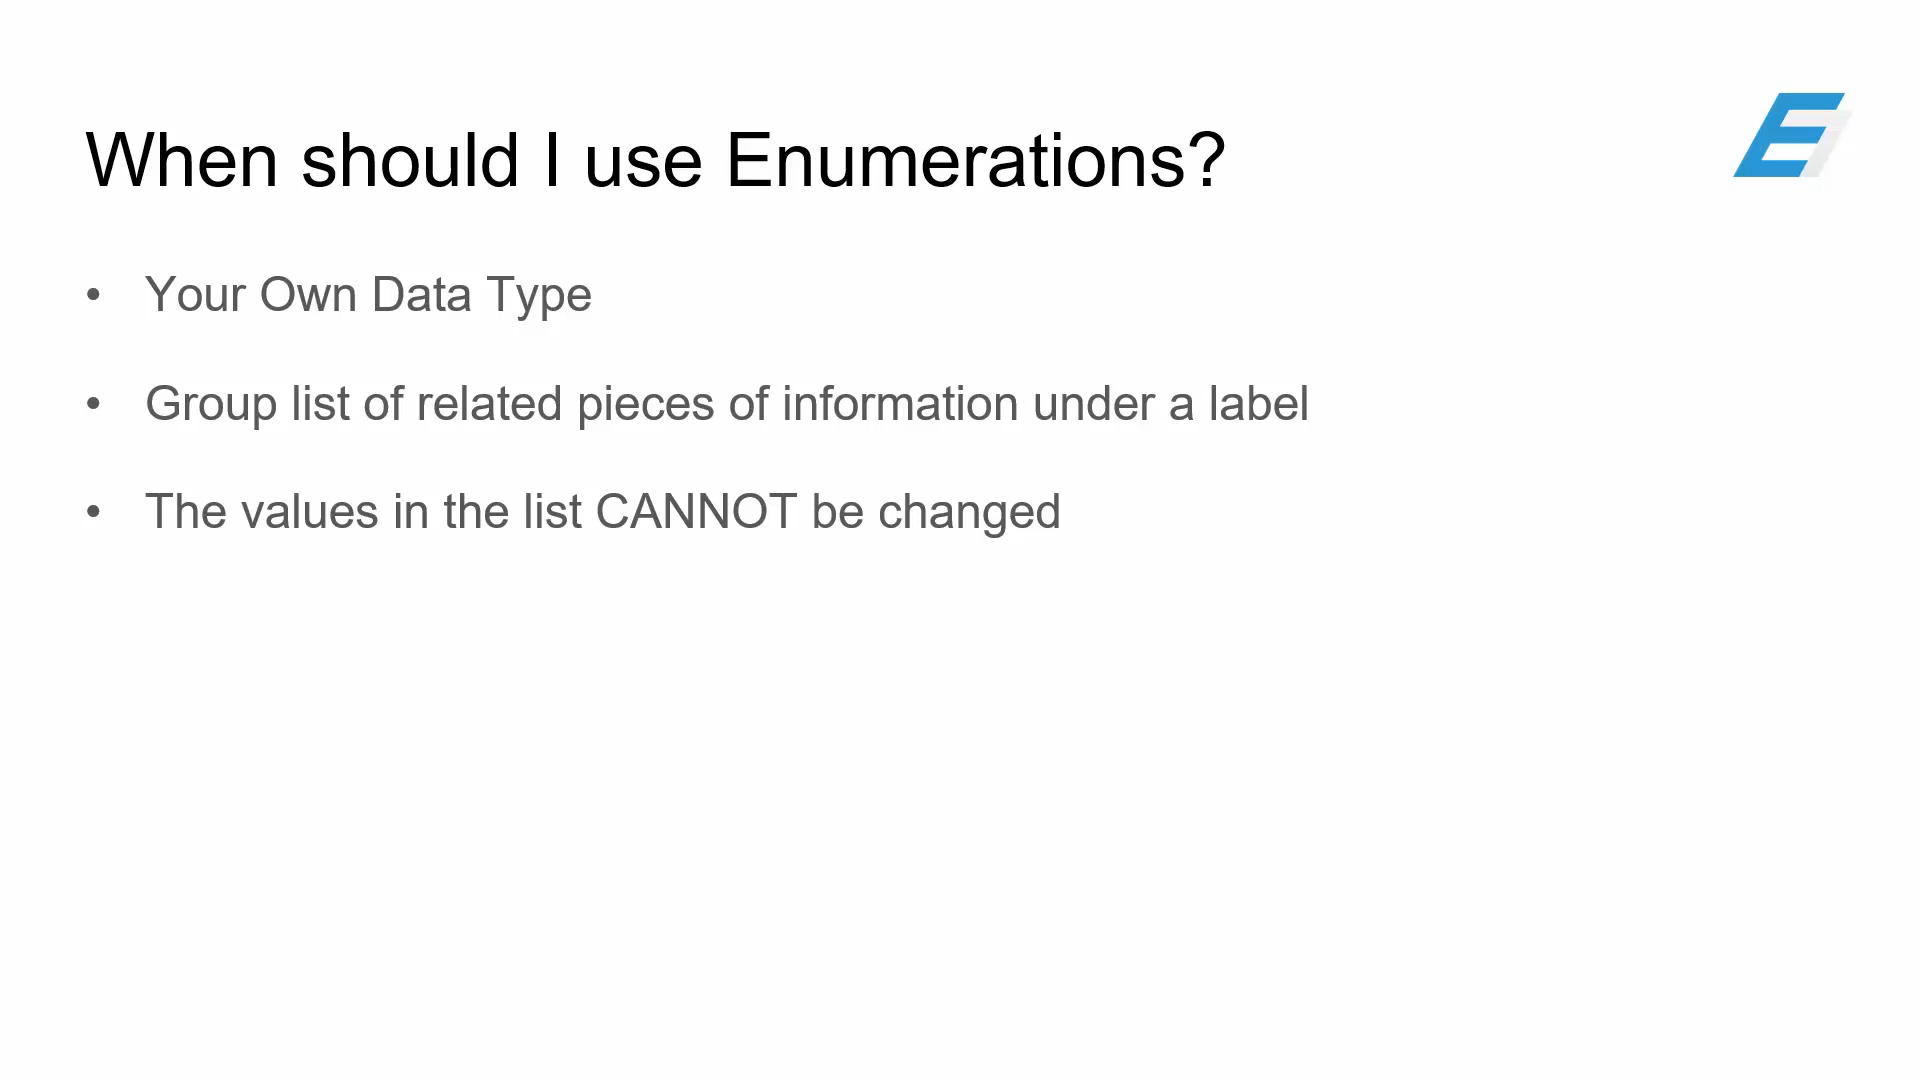 When should I use Enumerations?
• Your Own Data Type
• Group list of related pieces of information under a label
• The values in the list CANNOT be changed